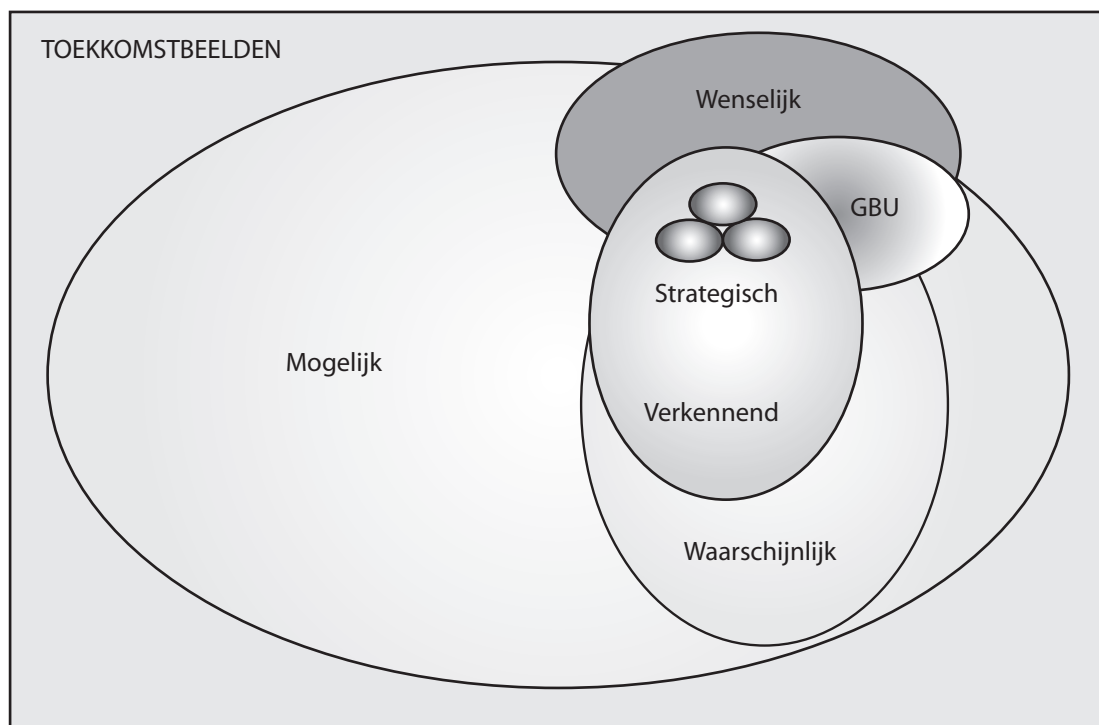 TOEKKOMSTBEELDEN
Wenselijk
GBU
Strategisch
Mogelijk
Verkennend
Waarschijnlijk